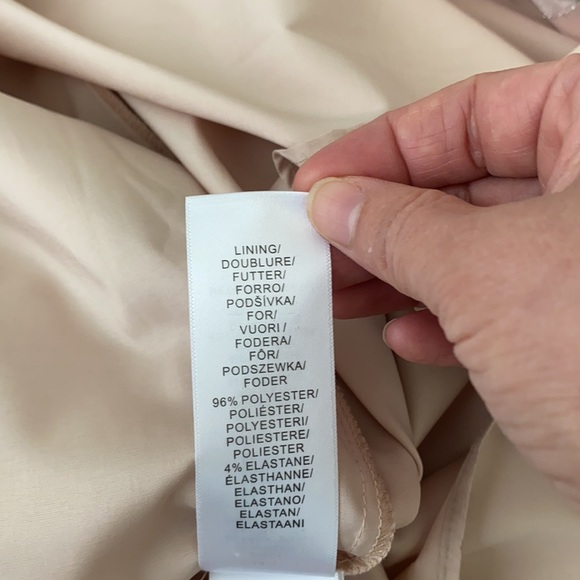 LINING/
DOUBLURE/
FUTTER/
FORRO/
PODŠÍVKA/
FOR/
VUORI/
FODERA/
FÔR/
PODSZEWKA/
FODER
96% POLYESTER/
POLIÉSTER/
POLYESTERI/
POLIESTERE/
POLIESTER
4% ELASTANE/
ÉLASTHANNE/
ELASTHAN/
ELASTANO/
ELASTAN/
ELASTAANI